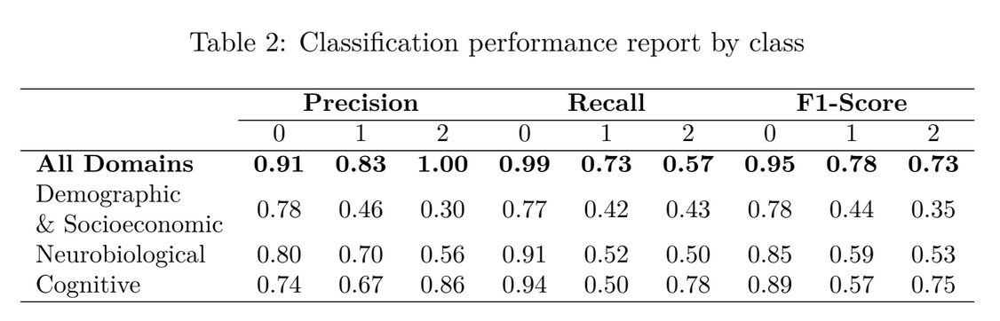 Table 2: Classification performance report by class
Precision Recall F1-Score
0 1 2 0 1 2 0 1 2
All Domains 0.91 0.83 1.00 0.99 0.73 0.57 0.95 0.78 0.73
Demographic
& Socioeconomic 0.78 0.46 0.30 0.77 0.42 0.43 0.78 0.44 0.35
Neurobiological 0.80 0.70 0.56 0.91 0.52 0.50 0.85 0.59 0.53
Cognitive 0.74 0.67 0.86 0.94 0.50 0.78 0.89 0.57 0.75